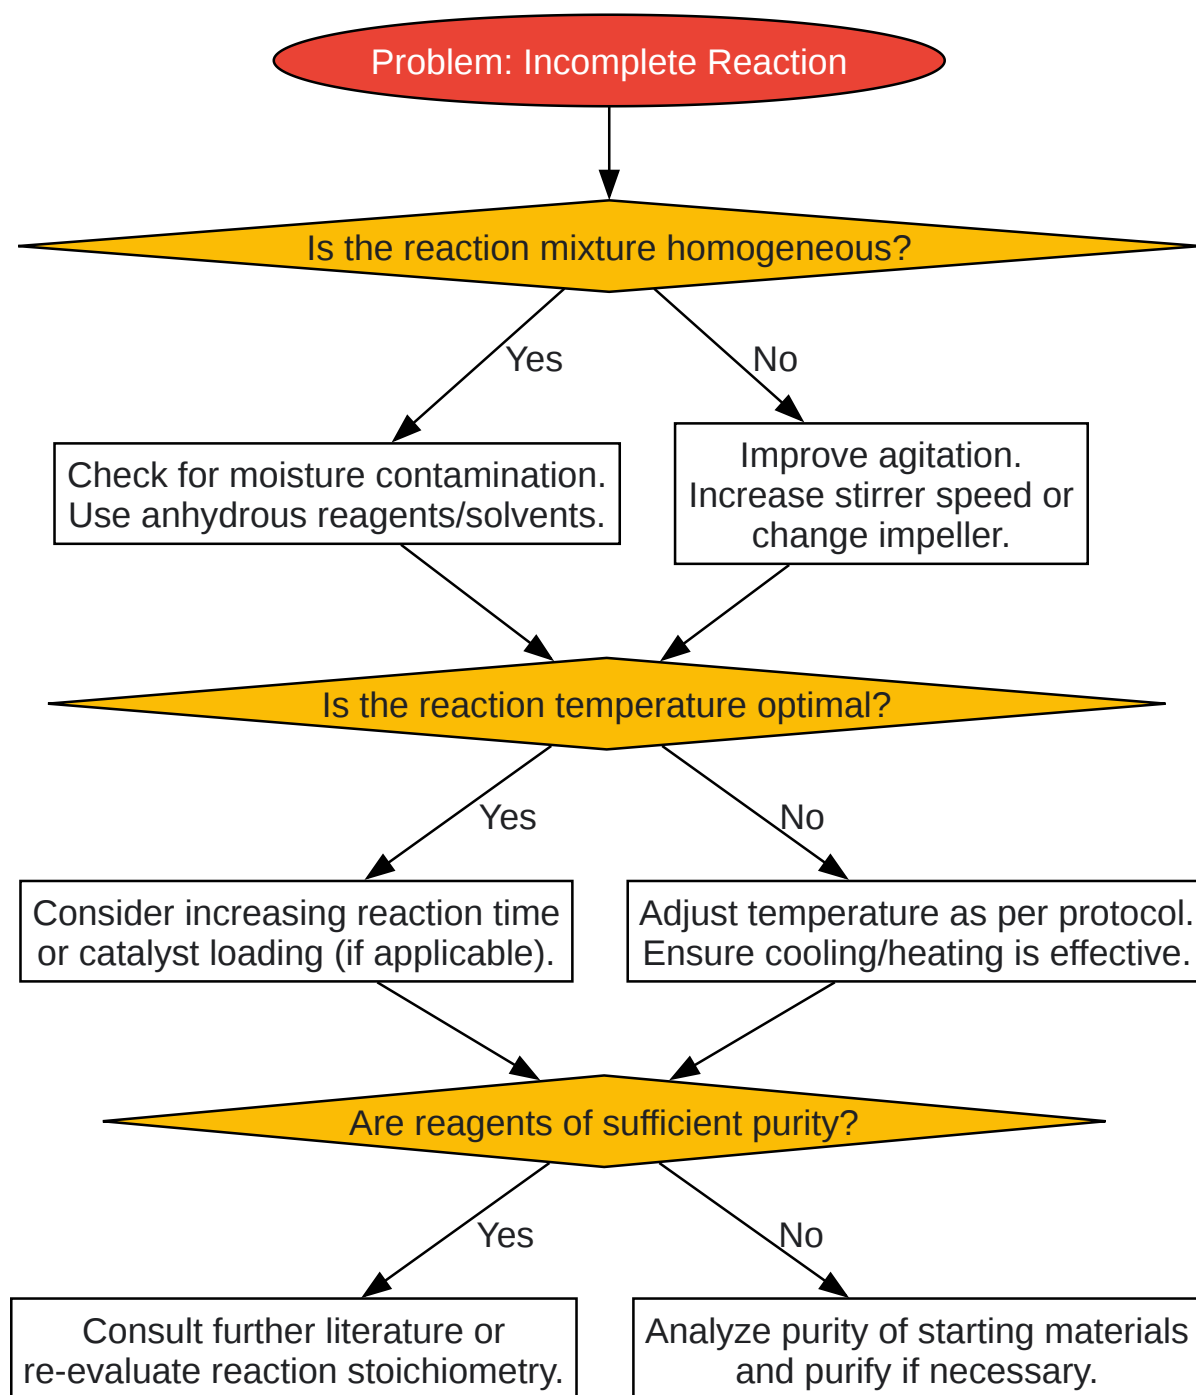 Problem: Incomplete Reaction
Is the reaction mixture homogeneous?
Yes
No
Check for moisture contamination.
Use anhydrous reagents/solvents.
Improve agitation.
Increase stirrer speed or
change impeller.
Is the reaction temperature optimal?
Yes
No
Consider increasing reaction time
or catalyst loading (if applicable).
Adjust temperature as per protocol.
Ensure cooling/heating is effective.
Are reagents of sufficient purity?
Yes
No
Consult further literature or
re-evaluate reaction stoichiometry.
Analyze purity of starting materials
and purify if necessary.